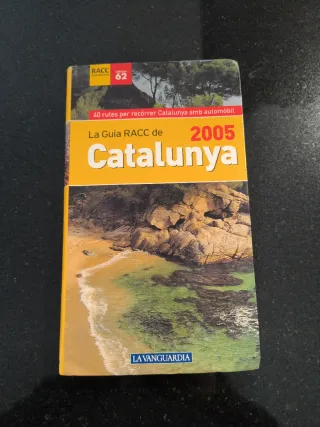 RACC
62
40 rutes per recórrer Catalunya amb automòbil
La Guia RACC de
2005
Catalunya
LA VANGUARDIA